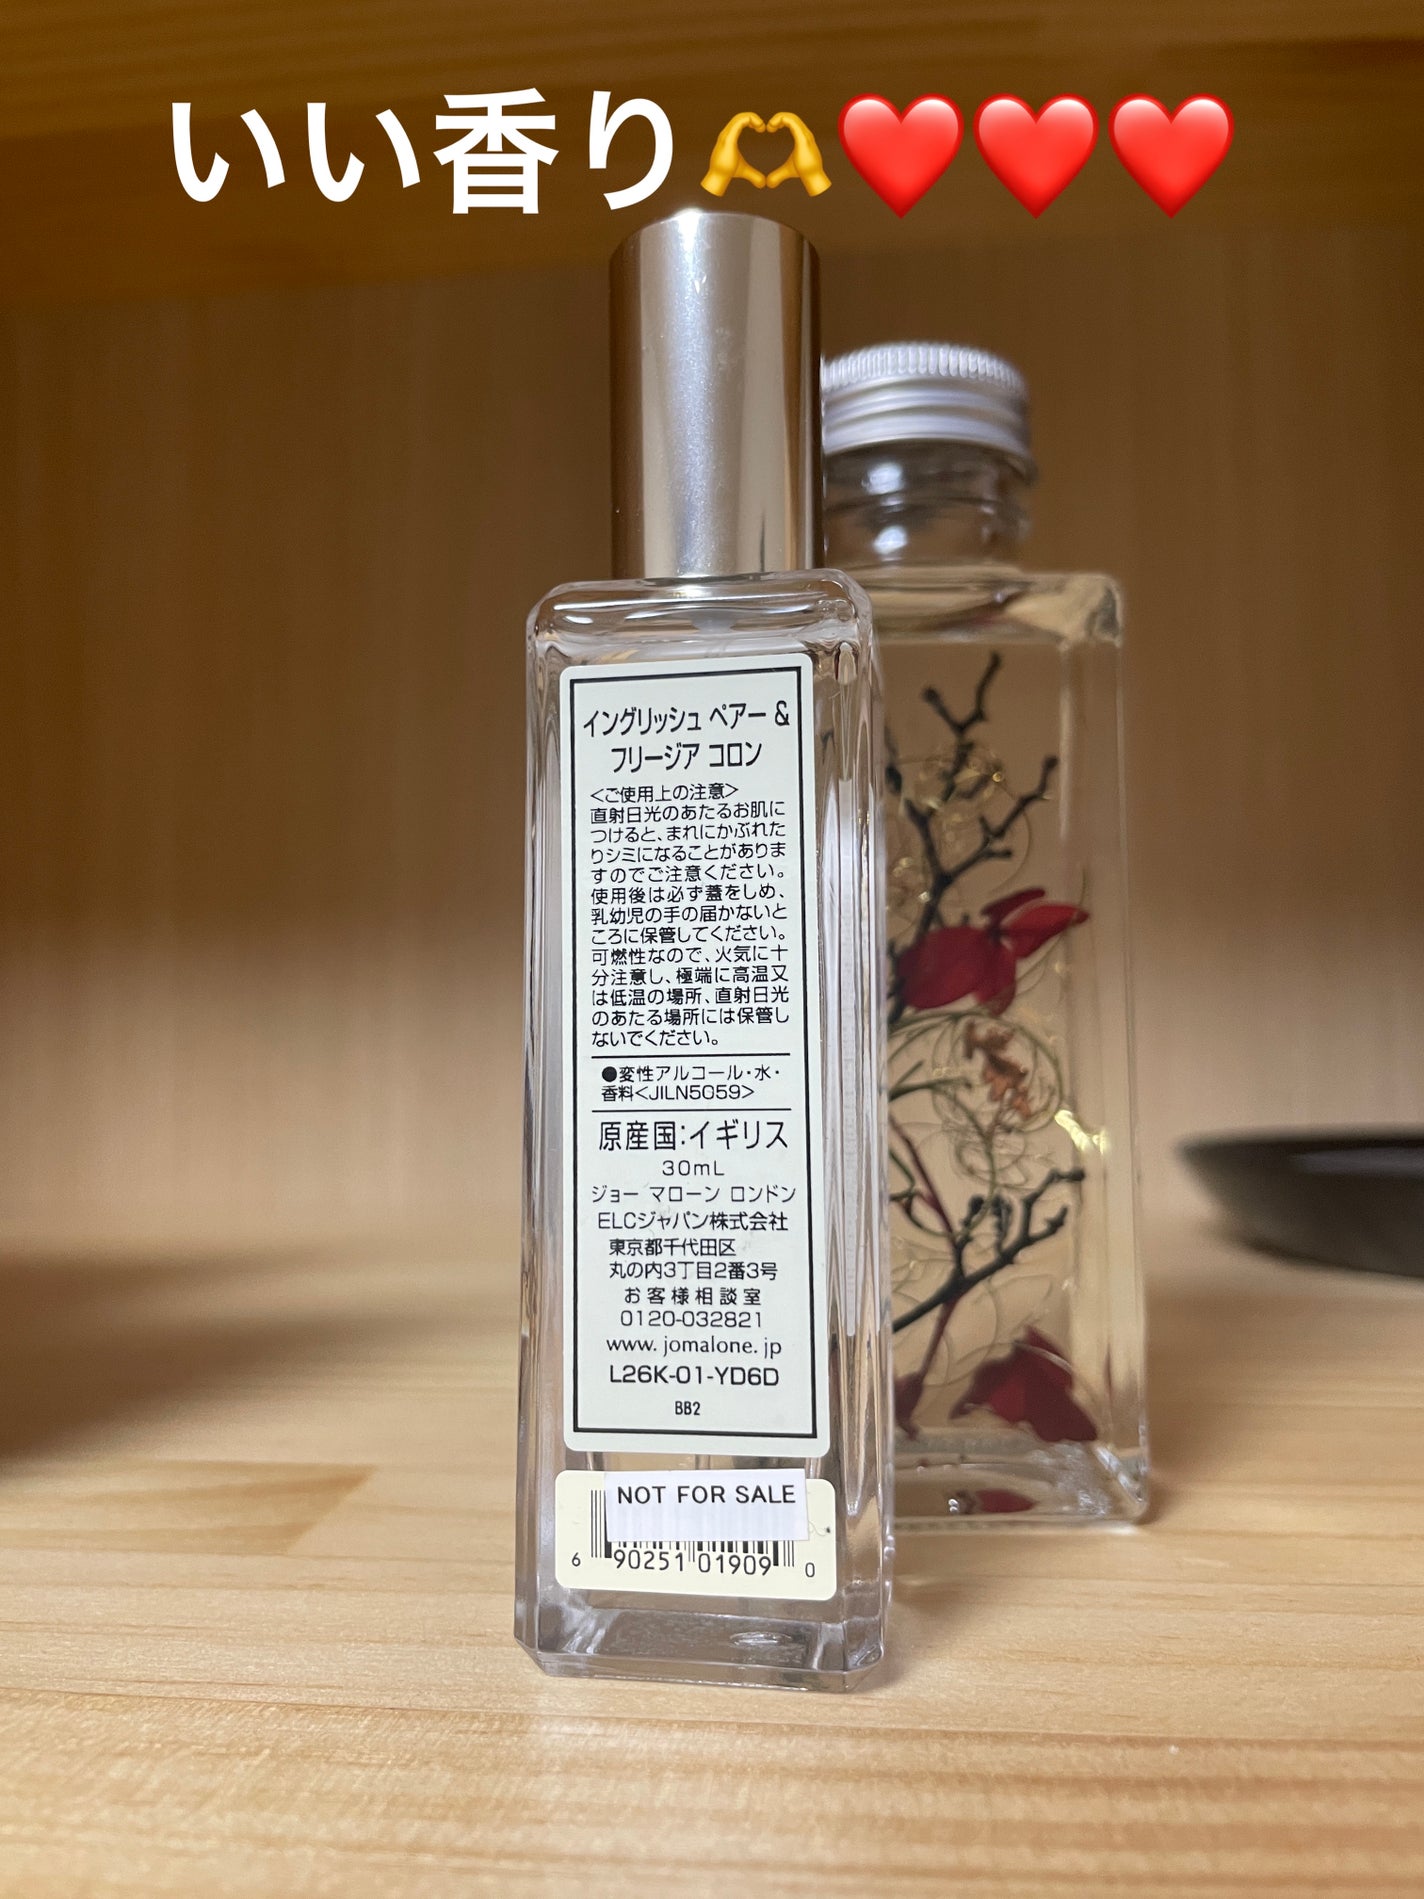 いい香り🫶❤️❤️❤️
イングリッシュ ペアー &
フリージア コロン
<ご使用上の注意>
直射日光のあたるお肌に
つけると、まれにかぶれた
りシミになることがありま
すのでご注意ください。
使用後は必ず蓋をしめ、
乳幼児の手の届かないと
ころに保管してください。
可燃性なので、火気に十
分注意し、極端に高温又
は低温の場所、直射日光
のあたる場所には保管し
ないでください。
●変性アルコール・水・
香料<JILN5059>
原産国:イギリス
30mL
ジョー マローン ロンドン
ELCジャパン株式会社
東京都千代田区
丸の内3丁目2番3号
お客様相談室
0120-032821
www.jomalone.jp
L26K-01-YD6D
BB2
NOT FOR SALE
6 90251 01909 0